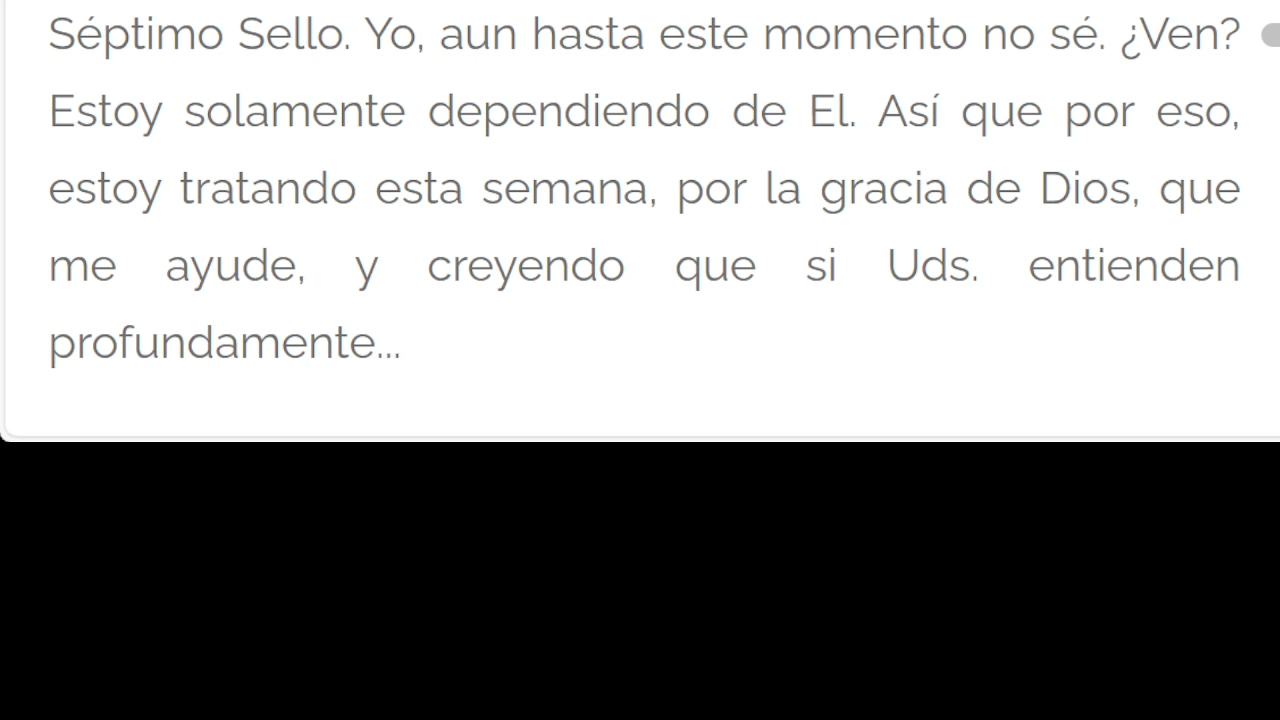 Séptimo Sello. Yo, aun hasta este momento no sé. ¿Ven?
Estoy solamente dependiendo de El. Así que por eso,
estoy tratando esta semana, por la gracia de Dios, que
me ayude, y creyendo que si Uds. entienden
profundamente...